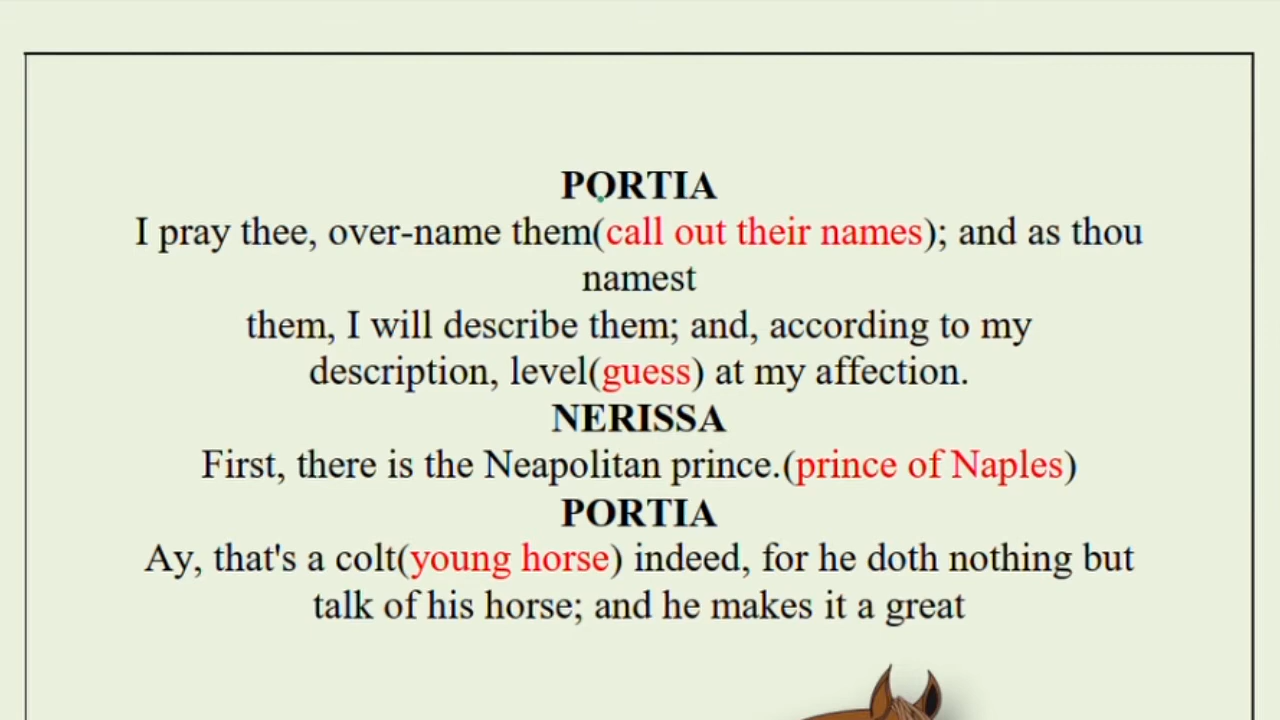 PORTIA
I pray thee, over-name them(call out their names); and as thou
namest
them, I will describe them; and, according to my
description, level(guess) at my affection.
NERISSA
First, there is the Neapolitan prince.(prince of Naples)
PORTIA
Ay, that's a colt(young horse) indeed, for he doth nothing but
talk of his horse; and he makes it a great